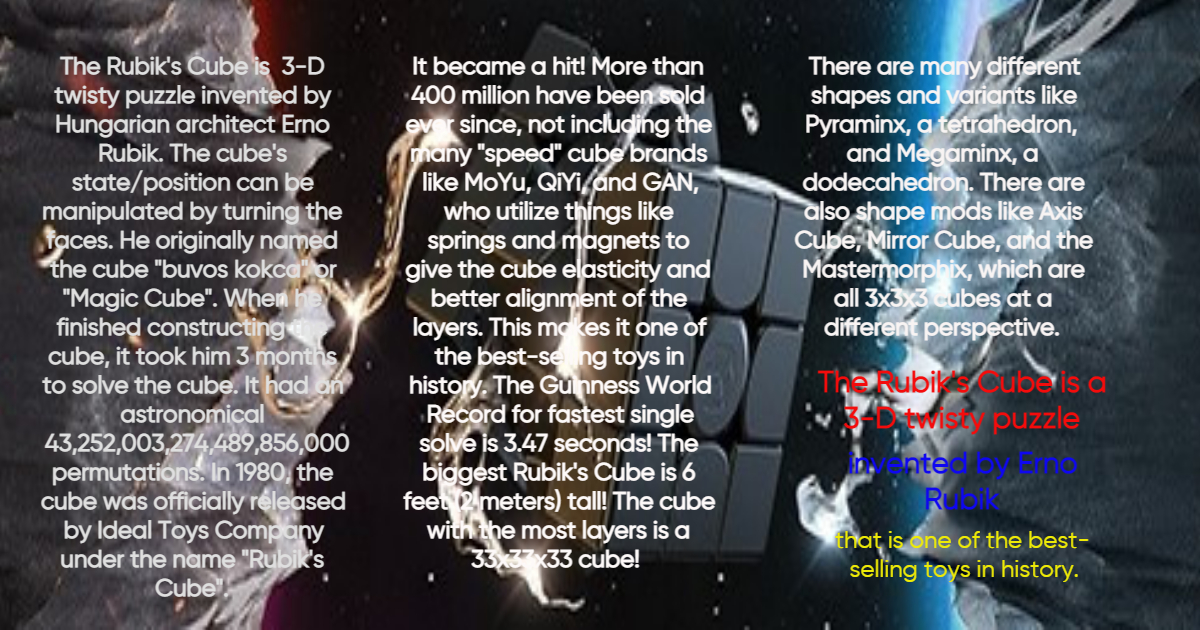 The Rubik's Cube is  3-D
twisty puzzle invented by
Hungarian architect Erno
Rubik. The cube's
state/position can be
manipulated by turning the
faces. He originally named
the cube "buvos kokca" or
"Magic Cube". When he
finished constructing the
cube, it took him 3 months
to solve the cube. It had an
astronomical
43,252,003,274,489,856,000
permutations. In 1980, the
cube was officially released
by Ideal Toys Company
under the name "Rubik's
Cube".
It became a hit! More than
400 million have been sold
ever since, not including the
many "speed" cube brands
like MoYu, QiYi, and GAN,
who utilize things like
springs and magnets to
give the cube elasticity and
better alignment of the
layers. This makes it one of
the best-selling toys in
history. The Guinness World
Record for fastest single
solve is 3.47 seconds! The
biggest Rubik's Cube is 6
feet (2 meters) tall! The cube
with the most layers is a
33x33x33 cube!
There are many different
shapes and variants like
Pyraminx, a tetrahedron,
and Megaminx, a
dodecahedron. There are
also shape mods like Axis
Cube, Mirror Cube, and the
Mastermorphix, which are
all 3x3x3 cubes at a
different perspective.
The Rubik's Cube is a
3-D twisty puzzle
invented by Erno
Rubik
that is one of the best-
selling toys in history.